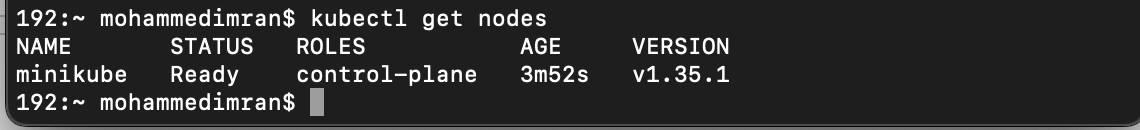 192:~ mohammedimran$ kubectl get nodes
NAME       STATUS   ROLES           AGE     VERSION
minikube   Ready    control-plane   3m52s   v1.35.1
192:~ mohammedimran$